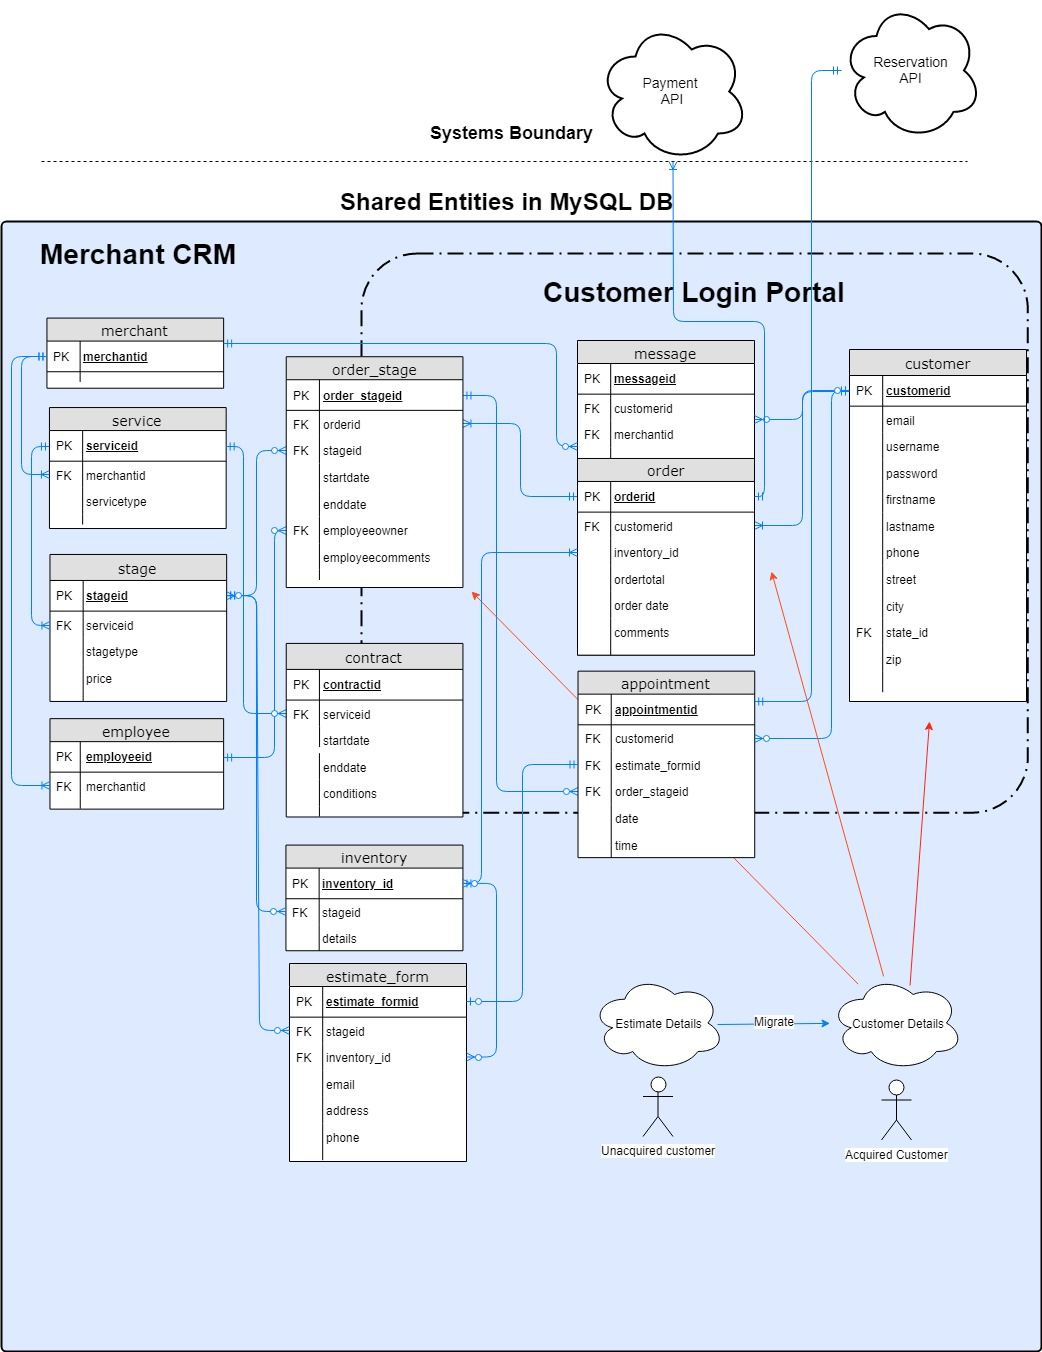 Payment
API
Reservation
API
Systems Boundary
Shared Entities in MySQL DB
Merchant CRM
Customer Login Portal
merchant
PK merchantid
service
PK serviceid
FK merchantid
servicetype
stage
PK stageid
FK serviceid
stagetype
price
employee
PK employeeid
FK merchantid
order_stage
PK order_stageid
FK orderid
FK stageid
startdate
enddate
FK employeeowner
employeecomments
contract
PK contractid
FK serviceid
startdate
enddate
conditions
inventory
PK inventory_id
FK stageid
details
estimate_form
PK estimate_formid
FK stageid
FK inventory_id
email
address
phone
message
PK messageid
FK customerid
FK merchantid
order
PK orderid
FK customerid
inventory_id
ordertotal
order date
comments
appointment
PK appointmentid
FK customerid
FK estimate_formid
FK order_stageid
date
time
customer
PK customerid
email
username
password
firstname
lastname
phone
street
city
FK state_id
zip
Estimate Details
Migrate
Customer Details
Unacquired customer
Acquired Customer